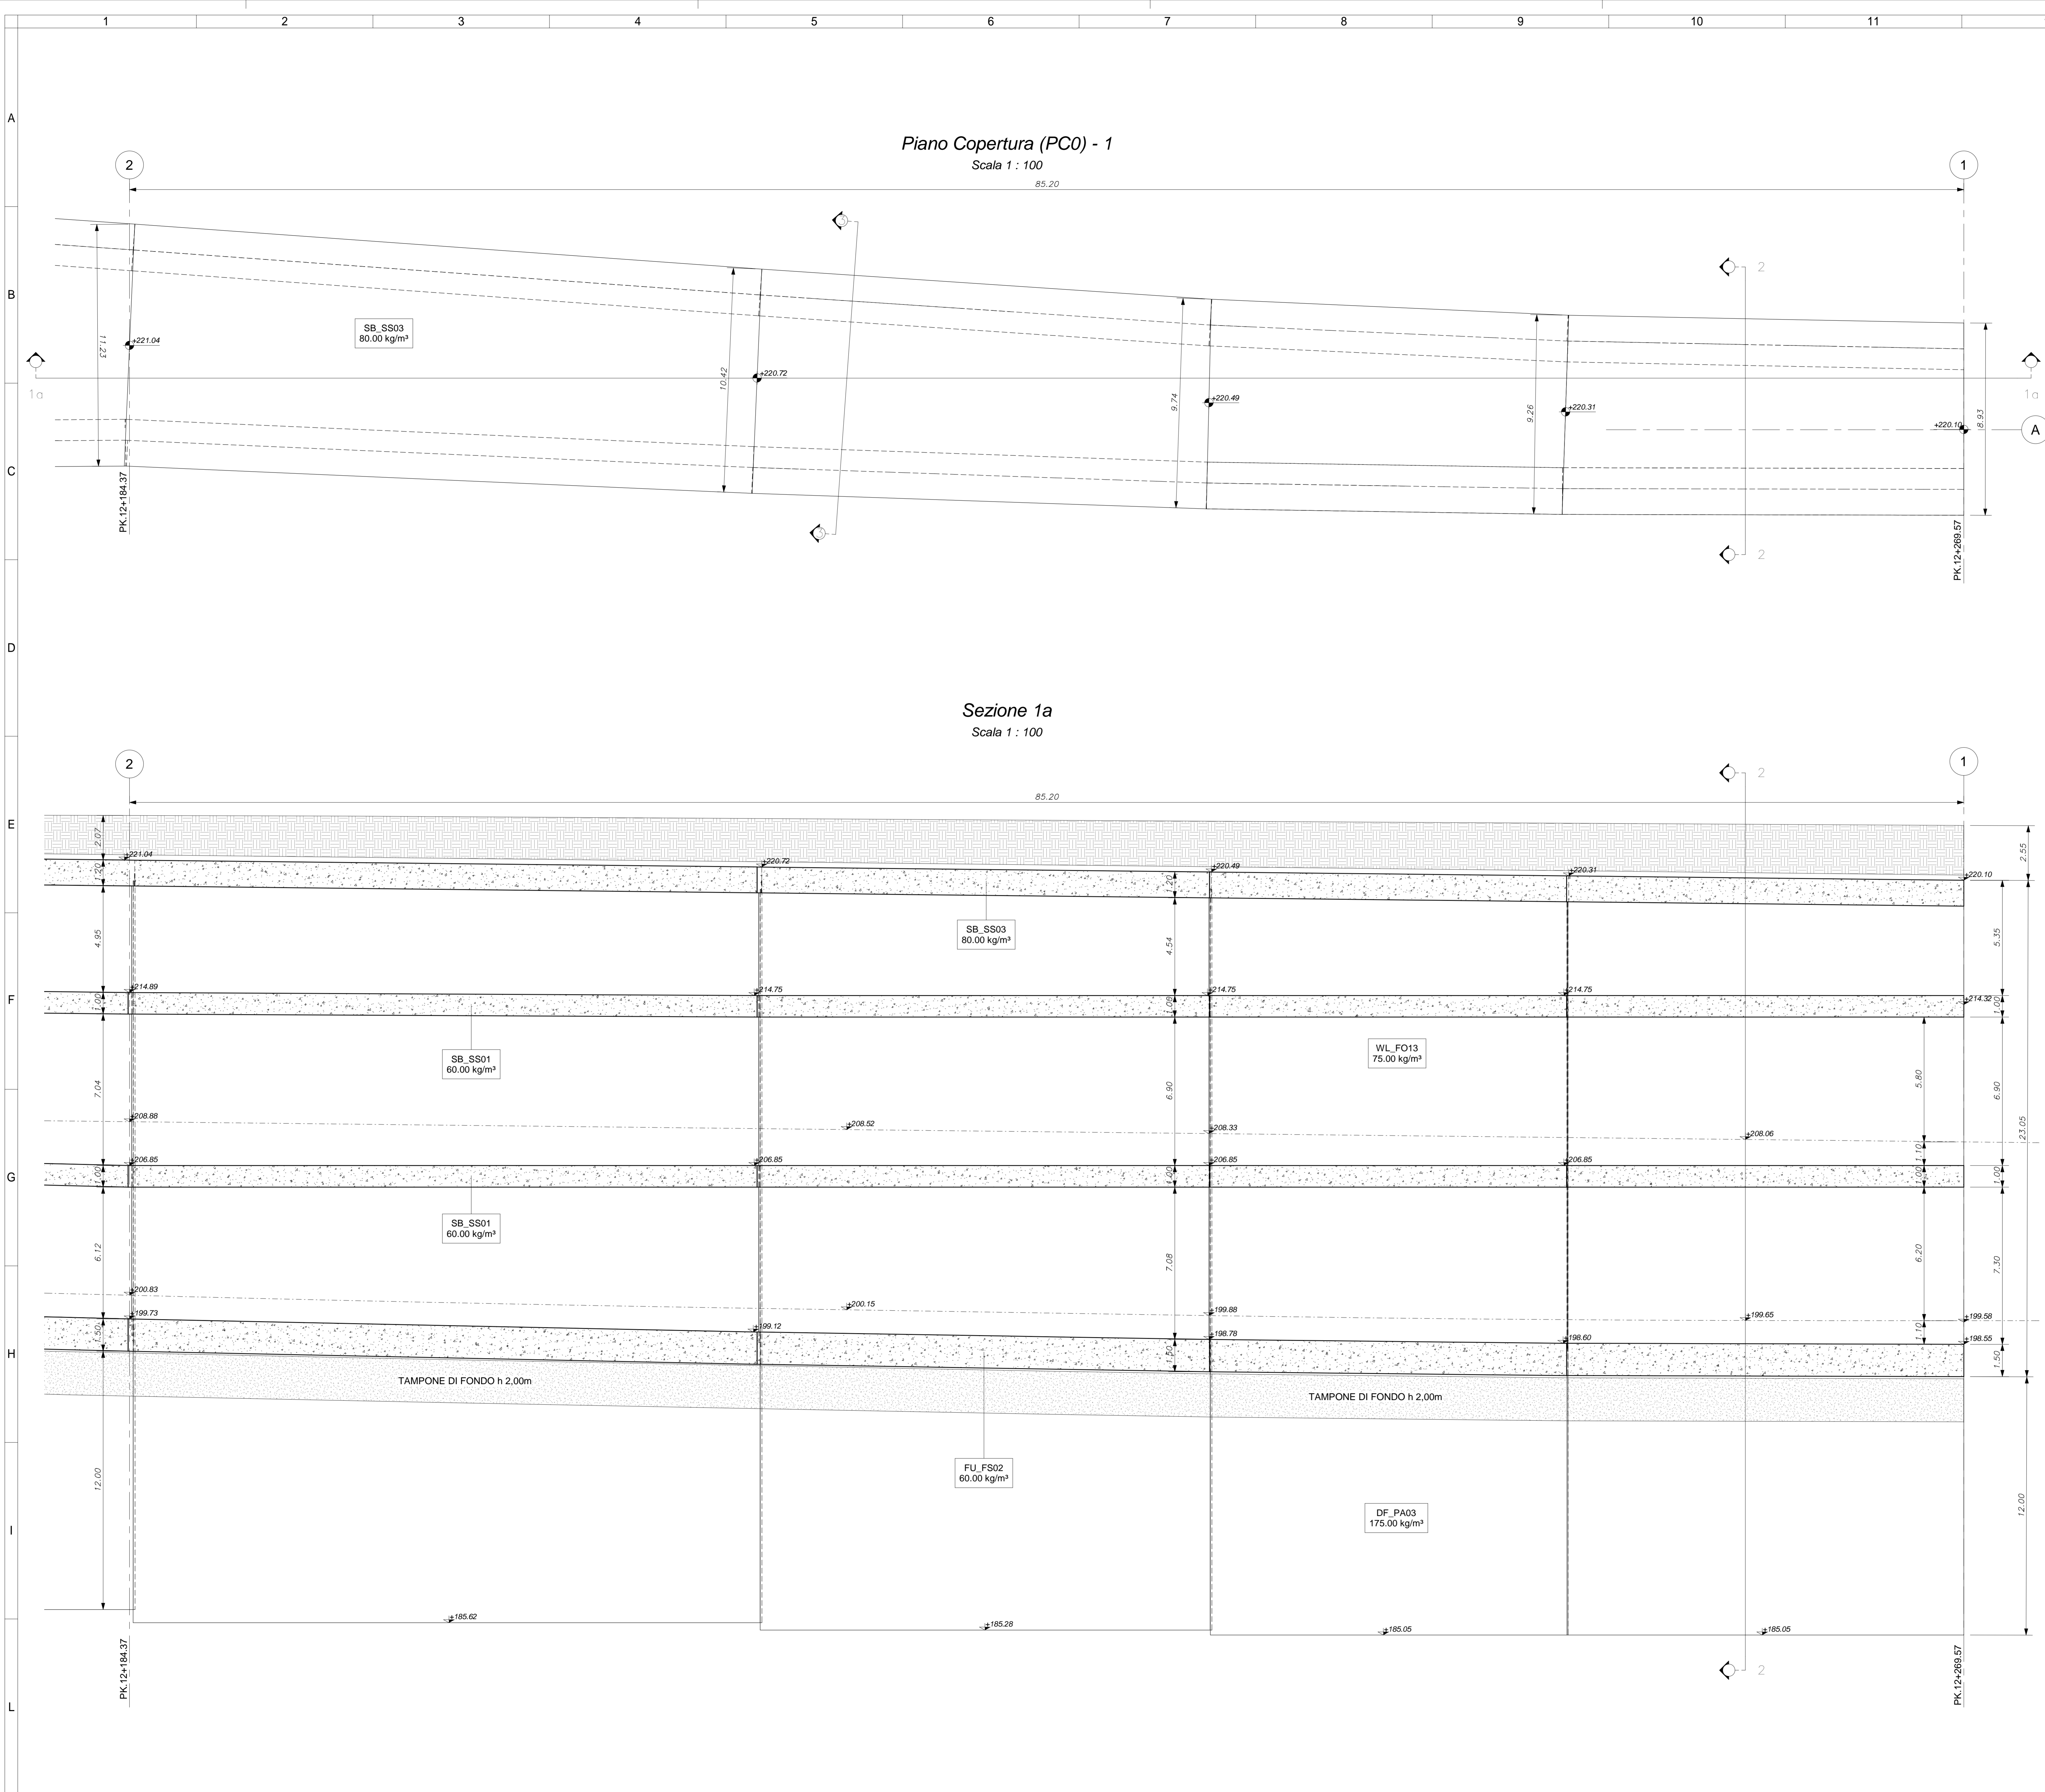 1 2 3 4 5 6 7 8 9 10 11
A
B
C
D
E
F
G
H
I
L
Piano Copertura (PC0) - 1
Scala 1 : 100
2
1
85.20
2
SB_SS03
80.00 kg/m³
11.23
+221.04
10.42
+220.72
9.74
+220.49
9.26
+220.31
+220.10
8.93
1a
1a
A
2
PK.12+184.37
PK.12+269.57
Sezione 1a
Scala 1 : 100
2
1
2
85.20
2.07
2.55
+221.04
+220.72
+220.49
+220.31
+220.10
1.20
1.20
SB_SS03
80.00 kg/m³
4.95
4.54
5.35
+214.89
+214.75
+214.75
+214.75
+214.32
1.00
1.00
1.00
SB_SS01
60.00 kg/m³
WL_FO13
75.00 kg/m³
7.04
6.90
5.80
6.90
23.05
+208.88
+208.52
+208.33
+208.06
1.10
+206.85
+206.85
+206.85
+206.85
1.00
1.00
1.00
1.00
SB_SS01
60.00 kg/m³
6.12
7.08
6.20
7.30
+200.83
+200.15
+199.88
+199.65
+199.58
1.10
+199.73
+199.12
+198.78
+198.60
+198.55
1.50
1.50
1.50
TAMPONE DI FONDO h 2,00m
TAMPONE DI FONDO h 2,00m
12.00
FU_FS02
60.00 kg/m³
DF_PA03
175.00 kg/m³
12.00
+185.62
+185.28
+185.05
+185.05
PK.12+184.37
PK.12+269.57
2